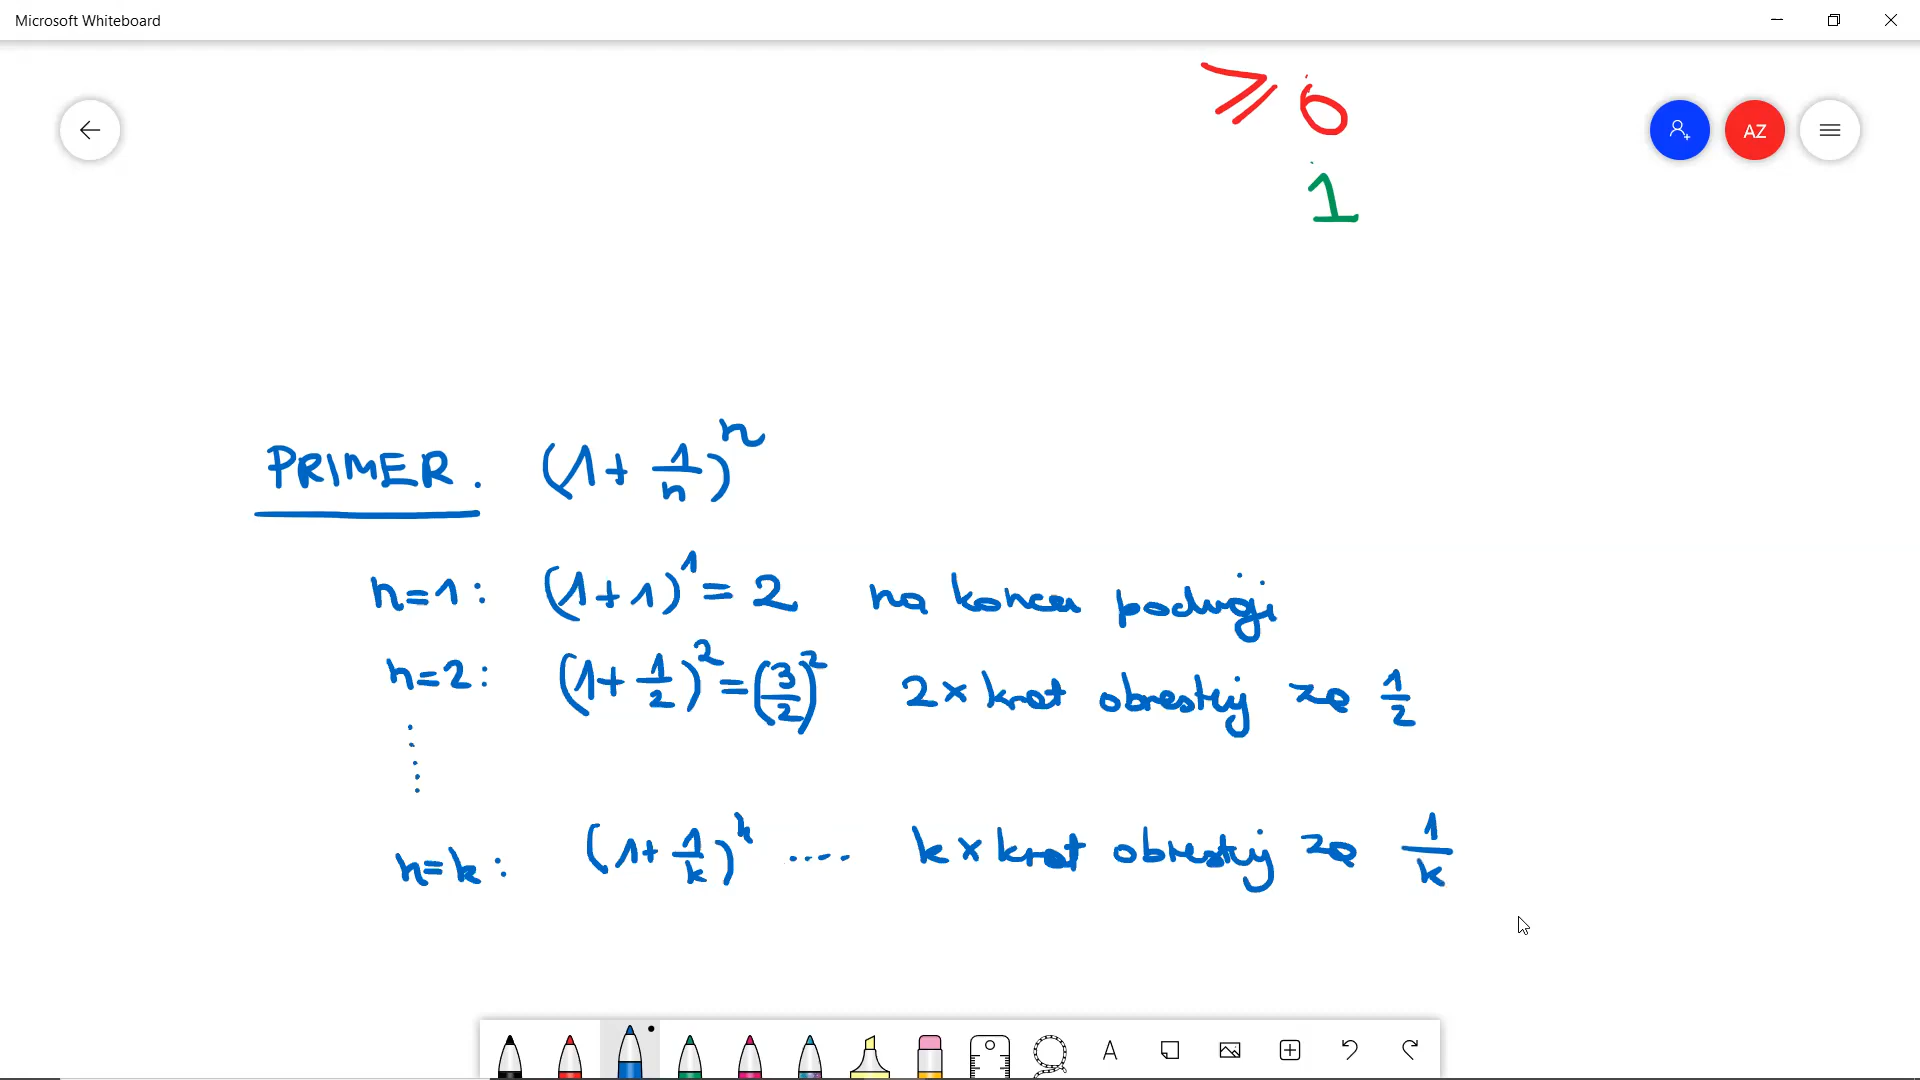 Microsoft Whiteboard
≥ 0
AZ
1
PRIMER. (1 + 1/n)^n
n=1: (1+1)^1 = 2 na koncu podvoji
n=2: (1+1/2)^2 = (3/2)^2 2× krat obrestuj za 1/2
n=k: (1+1/k)^k .... k× krat obrestuj za 1/k
A